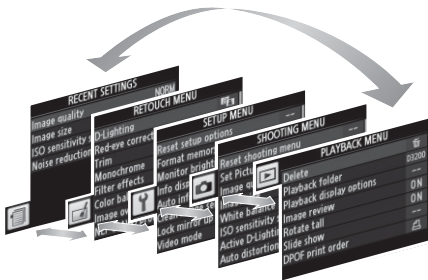 RECENT SETTINGS
Image quality NORM
Image size
ISO sensitivity s
Noise reduction
RETOUCH MENU
D-Lighting
Red-eye correct
Trim
Monochrome
Filter effects
Color ba
Image ov
SETUP MENU
Reset setup options --
Format memor
Monitor bright
Info disp
Auto info
Lock mirror up
Video mode
SHOOTING MENU
Reset shooting menu --
Set Pictu
Image qu
White balance
ISO sensitivity s
Active D-Lightin
Auto distortion
PLAYBACK MENU
Delete
Playback folder D3200
Playback display options --
Image review ON
Rotate tall ON
Slide show --
DPOF print order